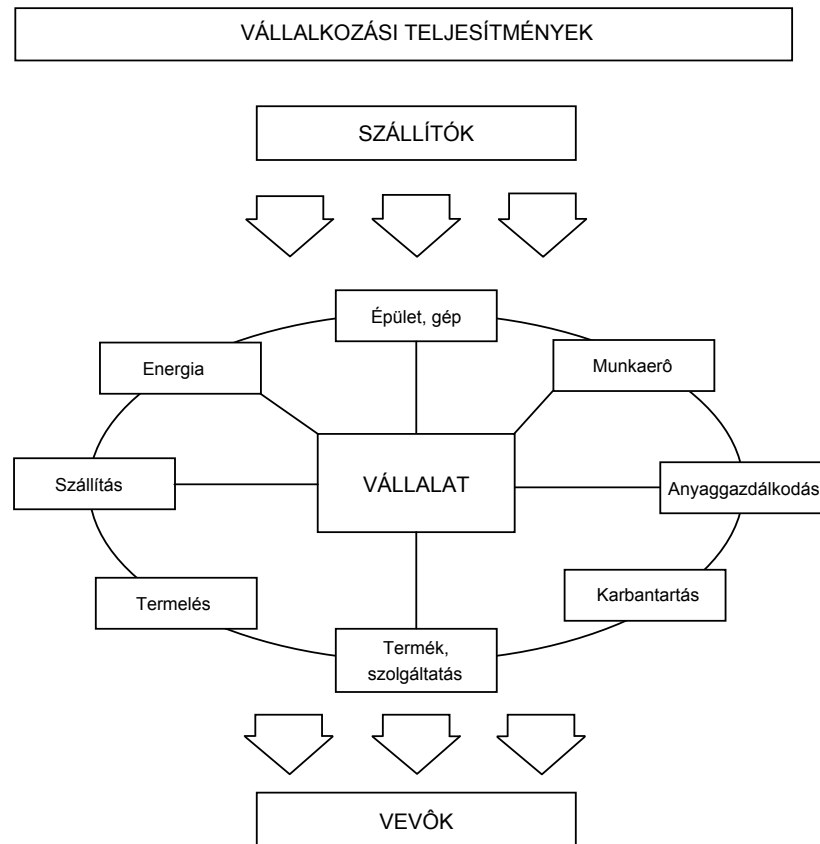 VÁLLALKOZÁSI TELJESÍTMÉNYEK
SZÁLLÍTÓK
Épület, gép
Energia
Munkaerô
Szállítás
VÁLLALAT
Anyaggazdálkodás
Termelés
Karbantartás
Termék,
szolgáltatás
VEVÔK